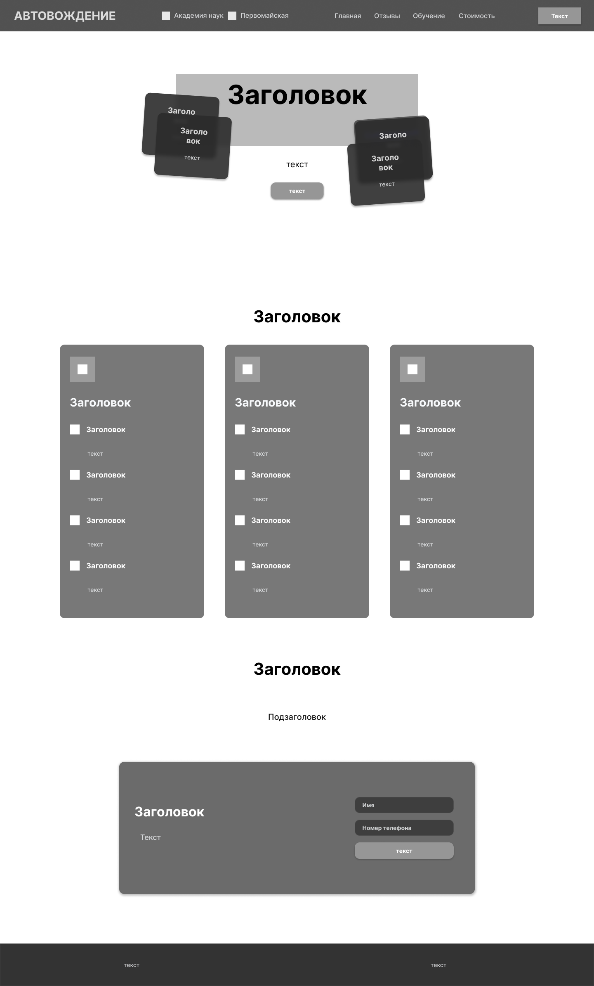 АВТОВОЖДЕНИЕ
Академия наук
Первомайская
Главная
Отзывы
Обучение
Стоимость
Текст
Заголовок
Заголо
Заголо
вок
текст
Заголо
Заголо
вок
текст
текст
текст
Заголовок
Заголовок
Заголовок
текст
Заголовок
текст
Заголовок
текст
Заголовок
текст
Заголовок
Заголовок
текст
Заголовок
текст
Заголовок
текст
Заголовок
текст
Заголовок
Заголовок
текст
Заголовок
текст
Заголовок
текст
Заголовок
текст
Заголовок
Подзаголовок
Заголовок
Текст
Имя
Номер телефона
текст
текст
текст